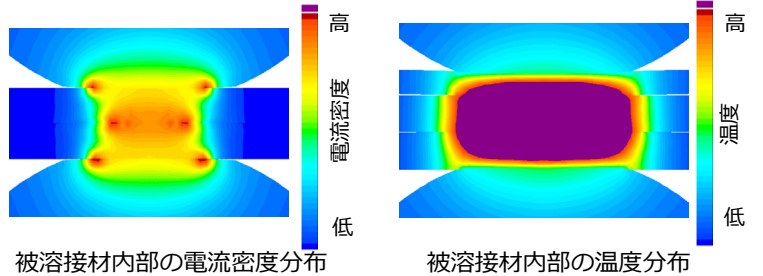 高
電流密度
低
被溶接材内部の電流密度分布
高
温度
低
被溶接材内部の温度分布